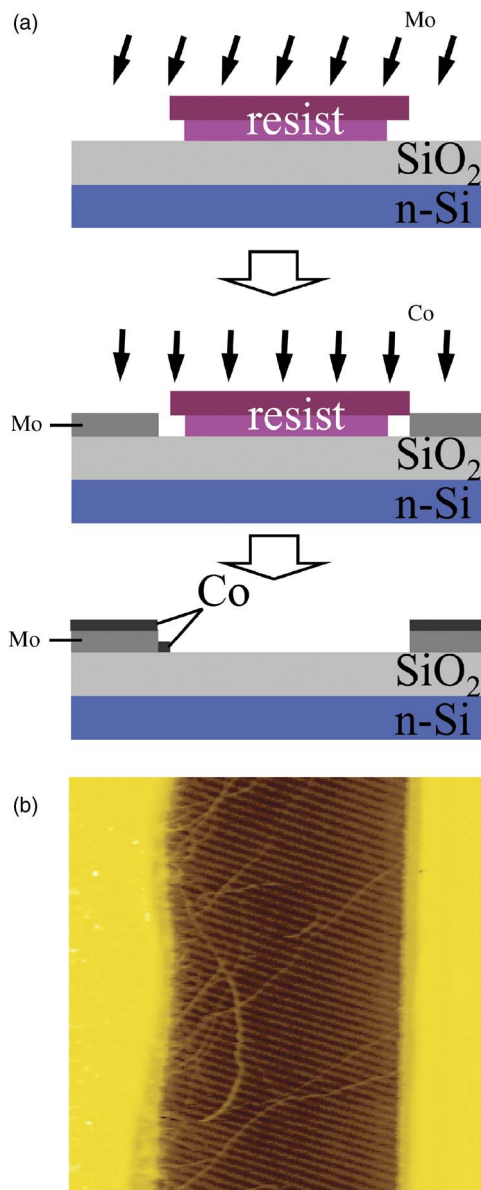 (a)
Mo
resist
SiO₂
n-Si
Co
Mo
resist
SiO₂
n-Si
Co
Mo
SiO₂
n-Si
(b)